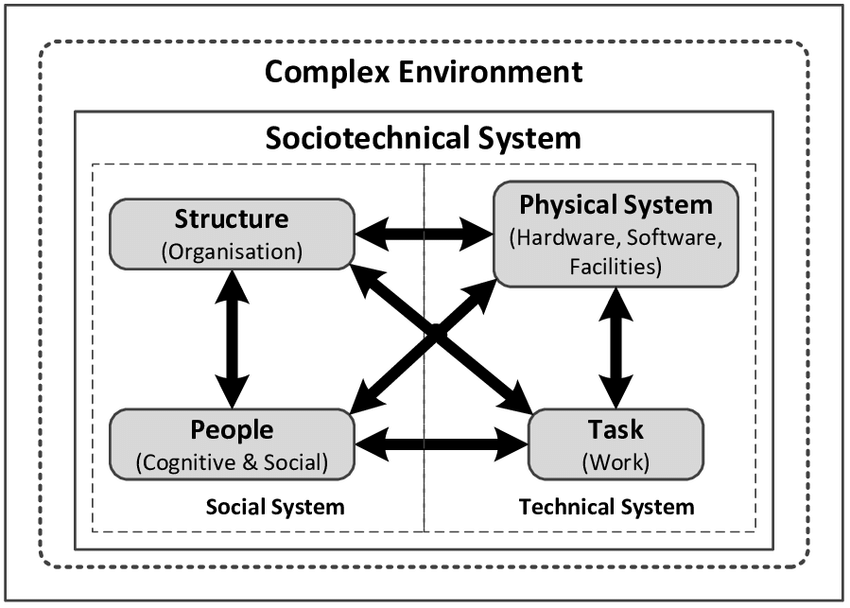 Complex Environment
Sociotechnical System
Structure
(Organisation)
Physical System
(Hardware, Software,
Facilities)
People
(Cognitive & Social)
Task
(Work)
Social System
Technical System